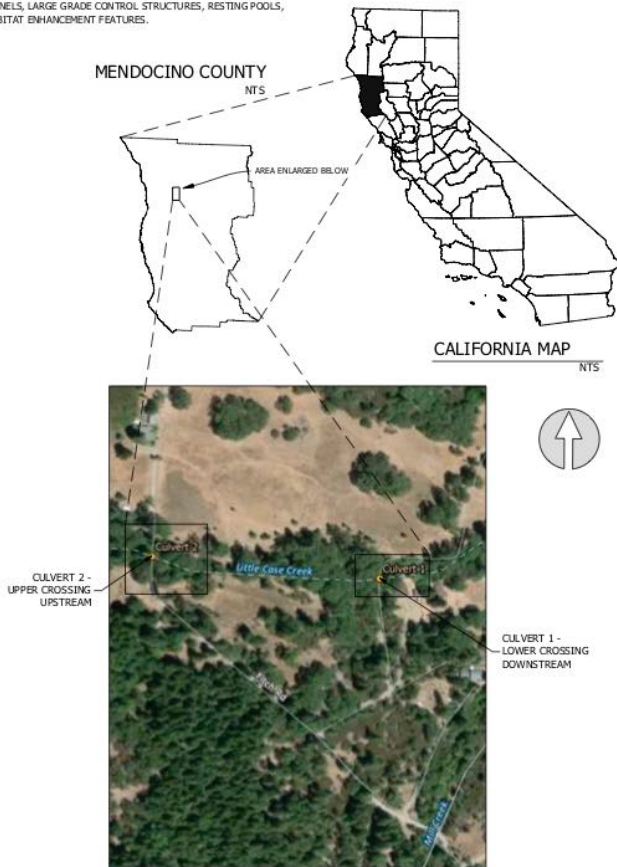 NELS, LARGE GRADE CONTROL STRUCTURES, RESTING POOLS,
BITAT ENHANCEMENT FEATURES.
MENDOCINO COUNTY
NTS
AREA ENLARGED BELOW
CALIFORNIA MAP
NTS
Culvert-2
Little Case Creek
Culvert-1
CULVERT 2 -
UPPER CROSSING
UPSTREAM
CULVERT 1 -
LOWER CROSSING
DOWNSTREAM
Mill Creek